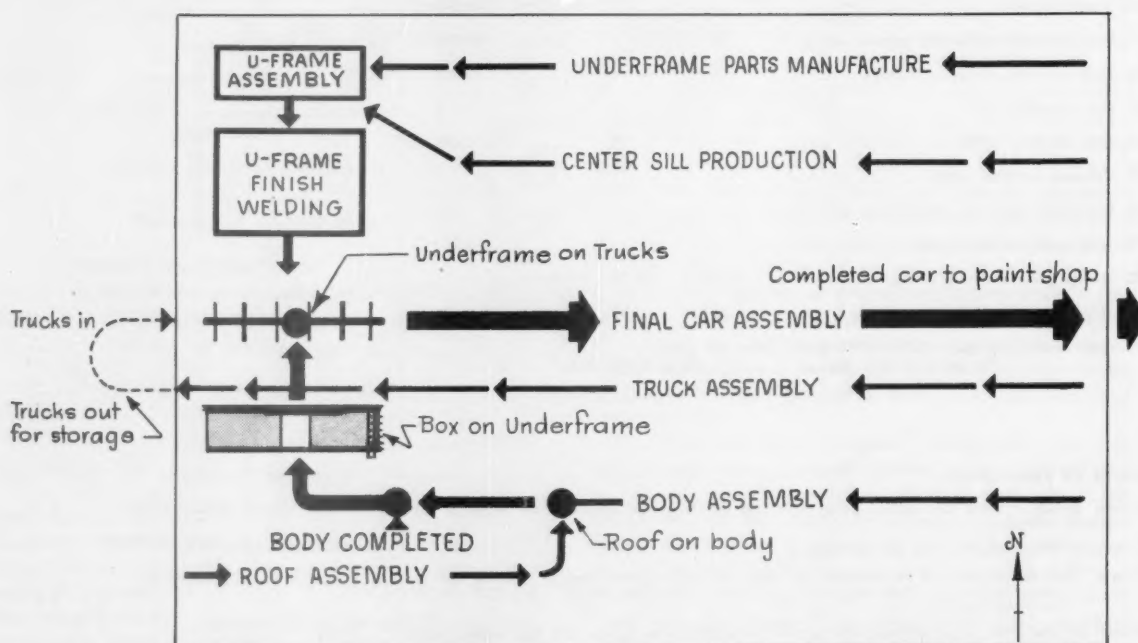 U-FRAME
ASSEMBLY
UNDERFRAME PARTS MANUFACTURE
U-FRAME
FINISH
WELDING
CENTER SILL PRODUCTION
Underframe on Trucks
Completed car to paint shop
Trucks in
FINAL CAR ASSEMBLY
TRUCK ASSEMBLY
Trucks out
for storage
Box on Underframe
BODY ASSEMBLY
BODY COMPLETED
Roof on body
ROOF ASSEMBLY
N